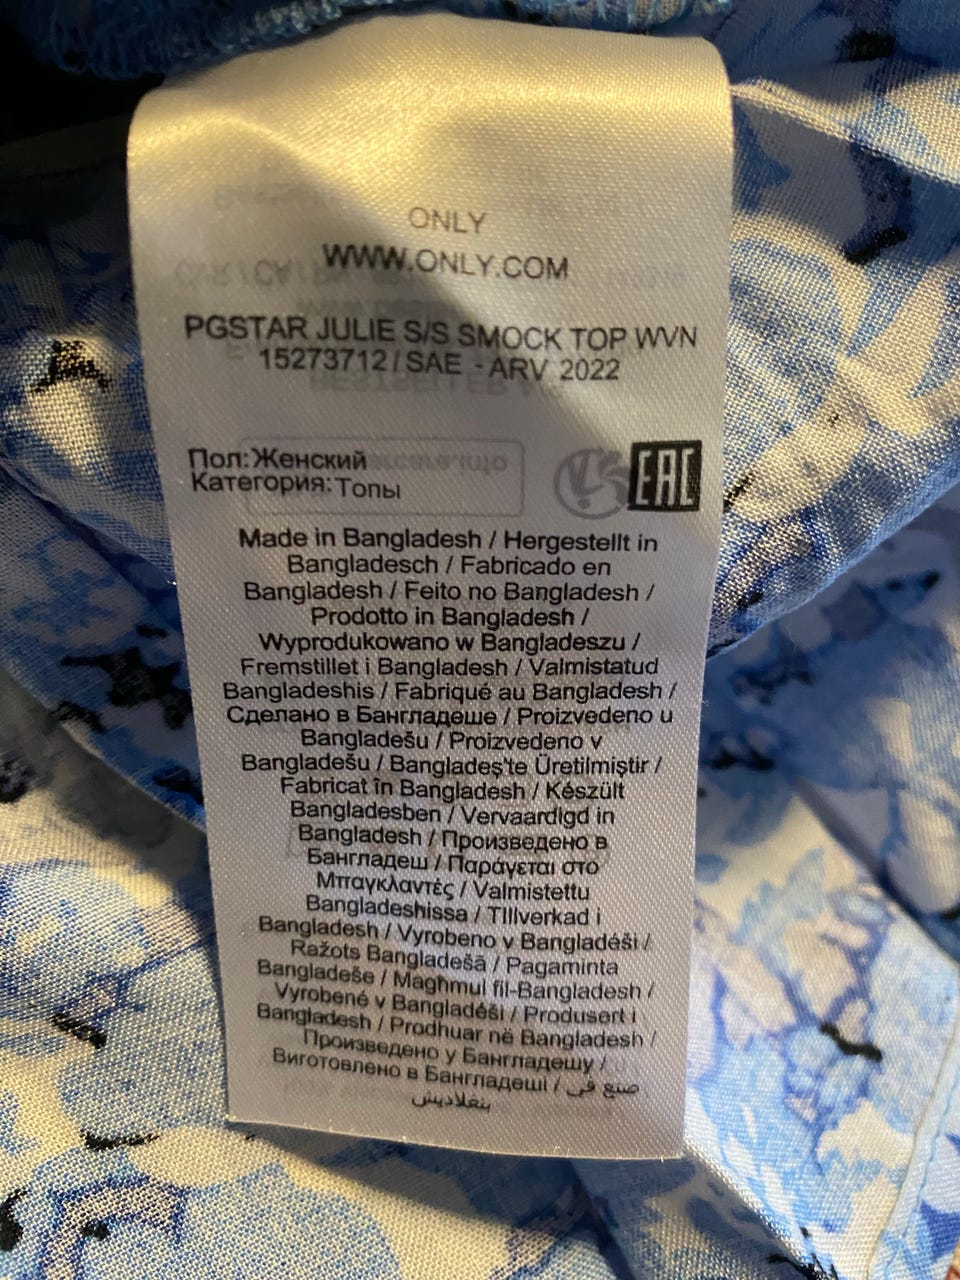 ONLY
WWW.ONLY.COM
PGSTAR JULIE S/S SMOCK TOP WVN
15273712 / SAE - ARV 2022
Пол:Женский
Категория:Топы
EAC
Made in Bangladesh / Hergestellt in
Bangladesch / Fabricado en
Bangladesh / Feito no Bangladesh /
Prodotto in Bangladesh /
Wyprodukowano w Bangladeszu /
Fremstillet i Bangladesh / Valmistatud
Bangladeshis / Fabriqué au Bangladesh /
Сделано в Бангладеше / Proizvedeno u
Bangladešu / Proizvedeno v
Bangladešu / Bangladeş'te Üretilmiştir /
Fabricat în Bangladesh / Készült
Bangladesben / Vervaardigd in
Bangladesh / Произведено в
Бангладеш / Παράγεται στο
Μπαγκλαντές / Valmistettu
Bangladeshissa / Tillverkad i
Bangladesh / Vyrobeno v Bangladéši /
Ražots Bangladešā / Pagaminta
Bangladeše / Maghmul fil-Bangladesh /
Vyrobené v Bangladéši / Produsert i
Bangladesh / Prodhuar në Bangladesh /
Произведено у Бангладешу /
Виготовлено в Бангладеші / صنع في
بنغلاديش